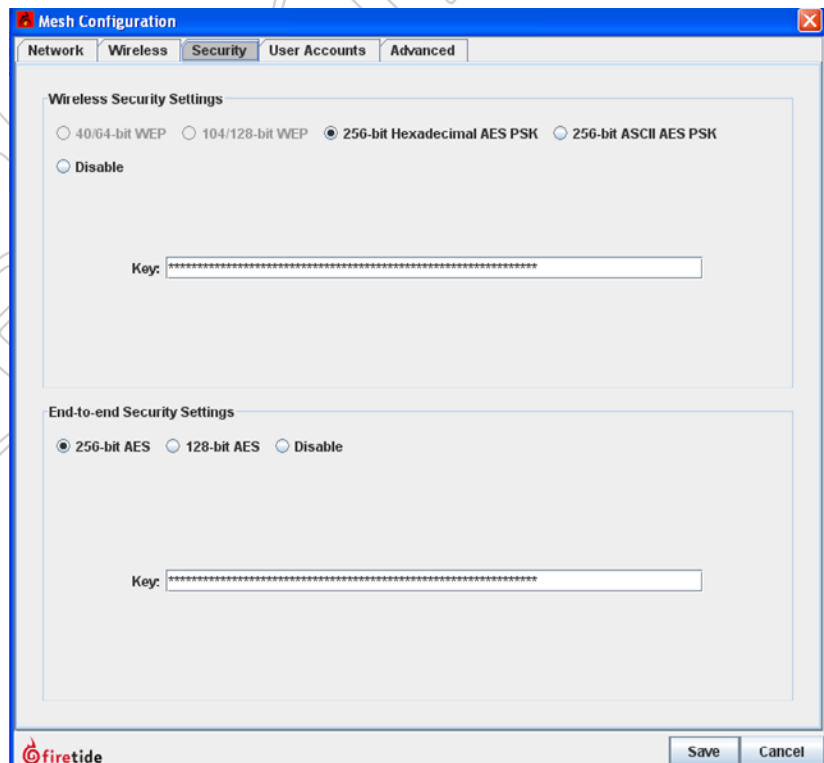 Mesh Configuration
Network Wireless Security User Accounts Advanced
Wireless Security Settings
40/64-bit WEP 104/128-bit WEP 256-bit Hexadecimal AES PSK 256-bit ASCII AES PSK
Disable
Key: ****************************************************************
End-to-end Security Settings
256-bit AES 128-bit AES Disable
Key: ****************************************************************
firetide Save Cancel